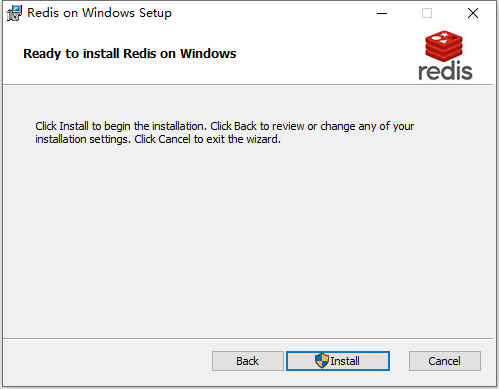 Redis on Windows Setup
Ready to install Redis on Windows
redis
Click Install to begin the installation. Click Back to review or change any of your
installation settings. Click Cancel to exit the wizard.
Back
Install
Cancel